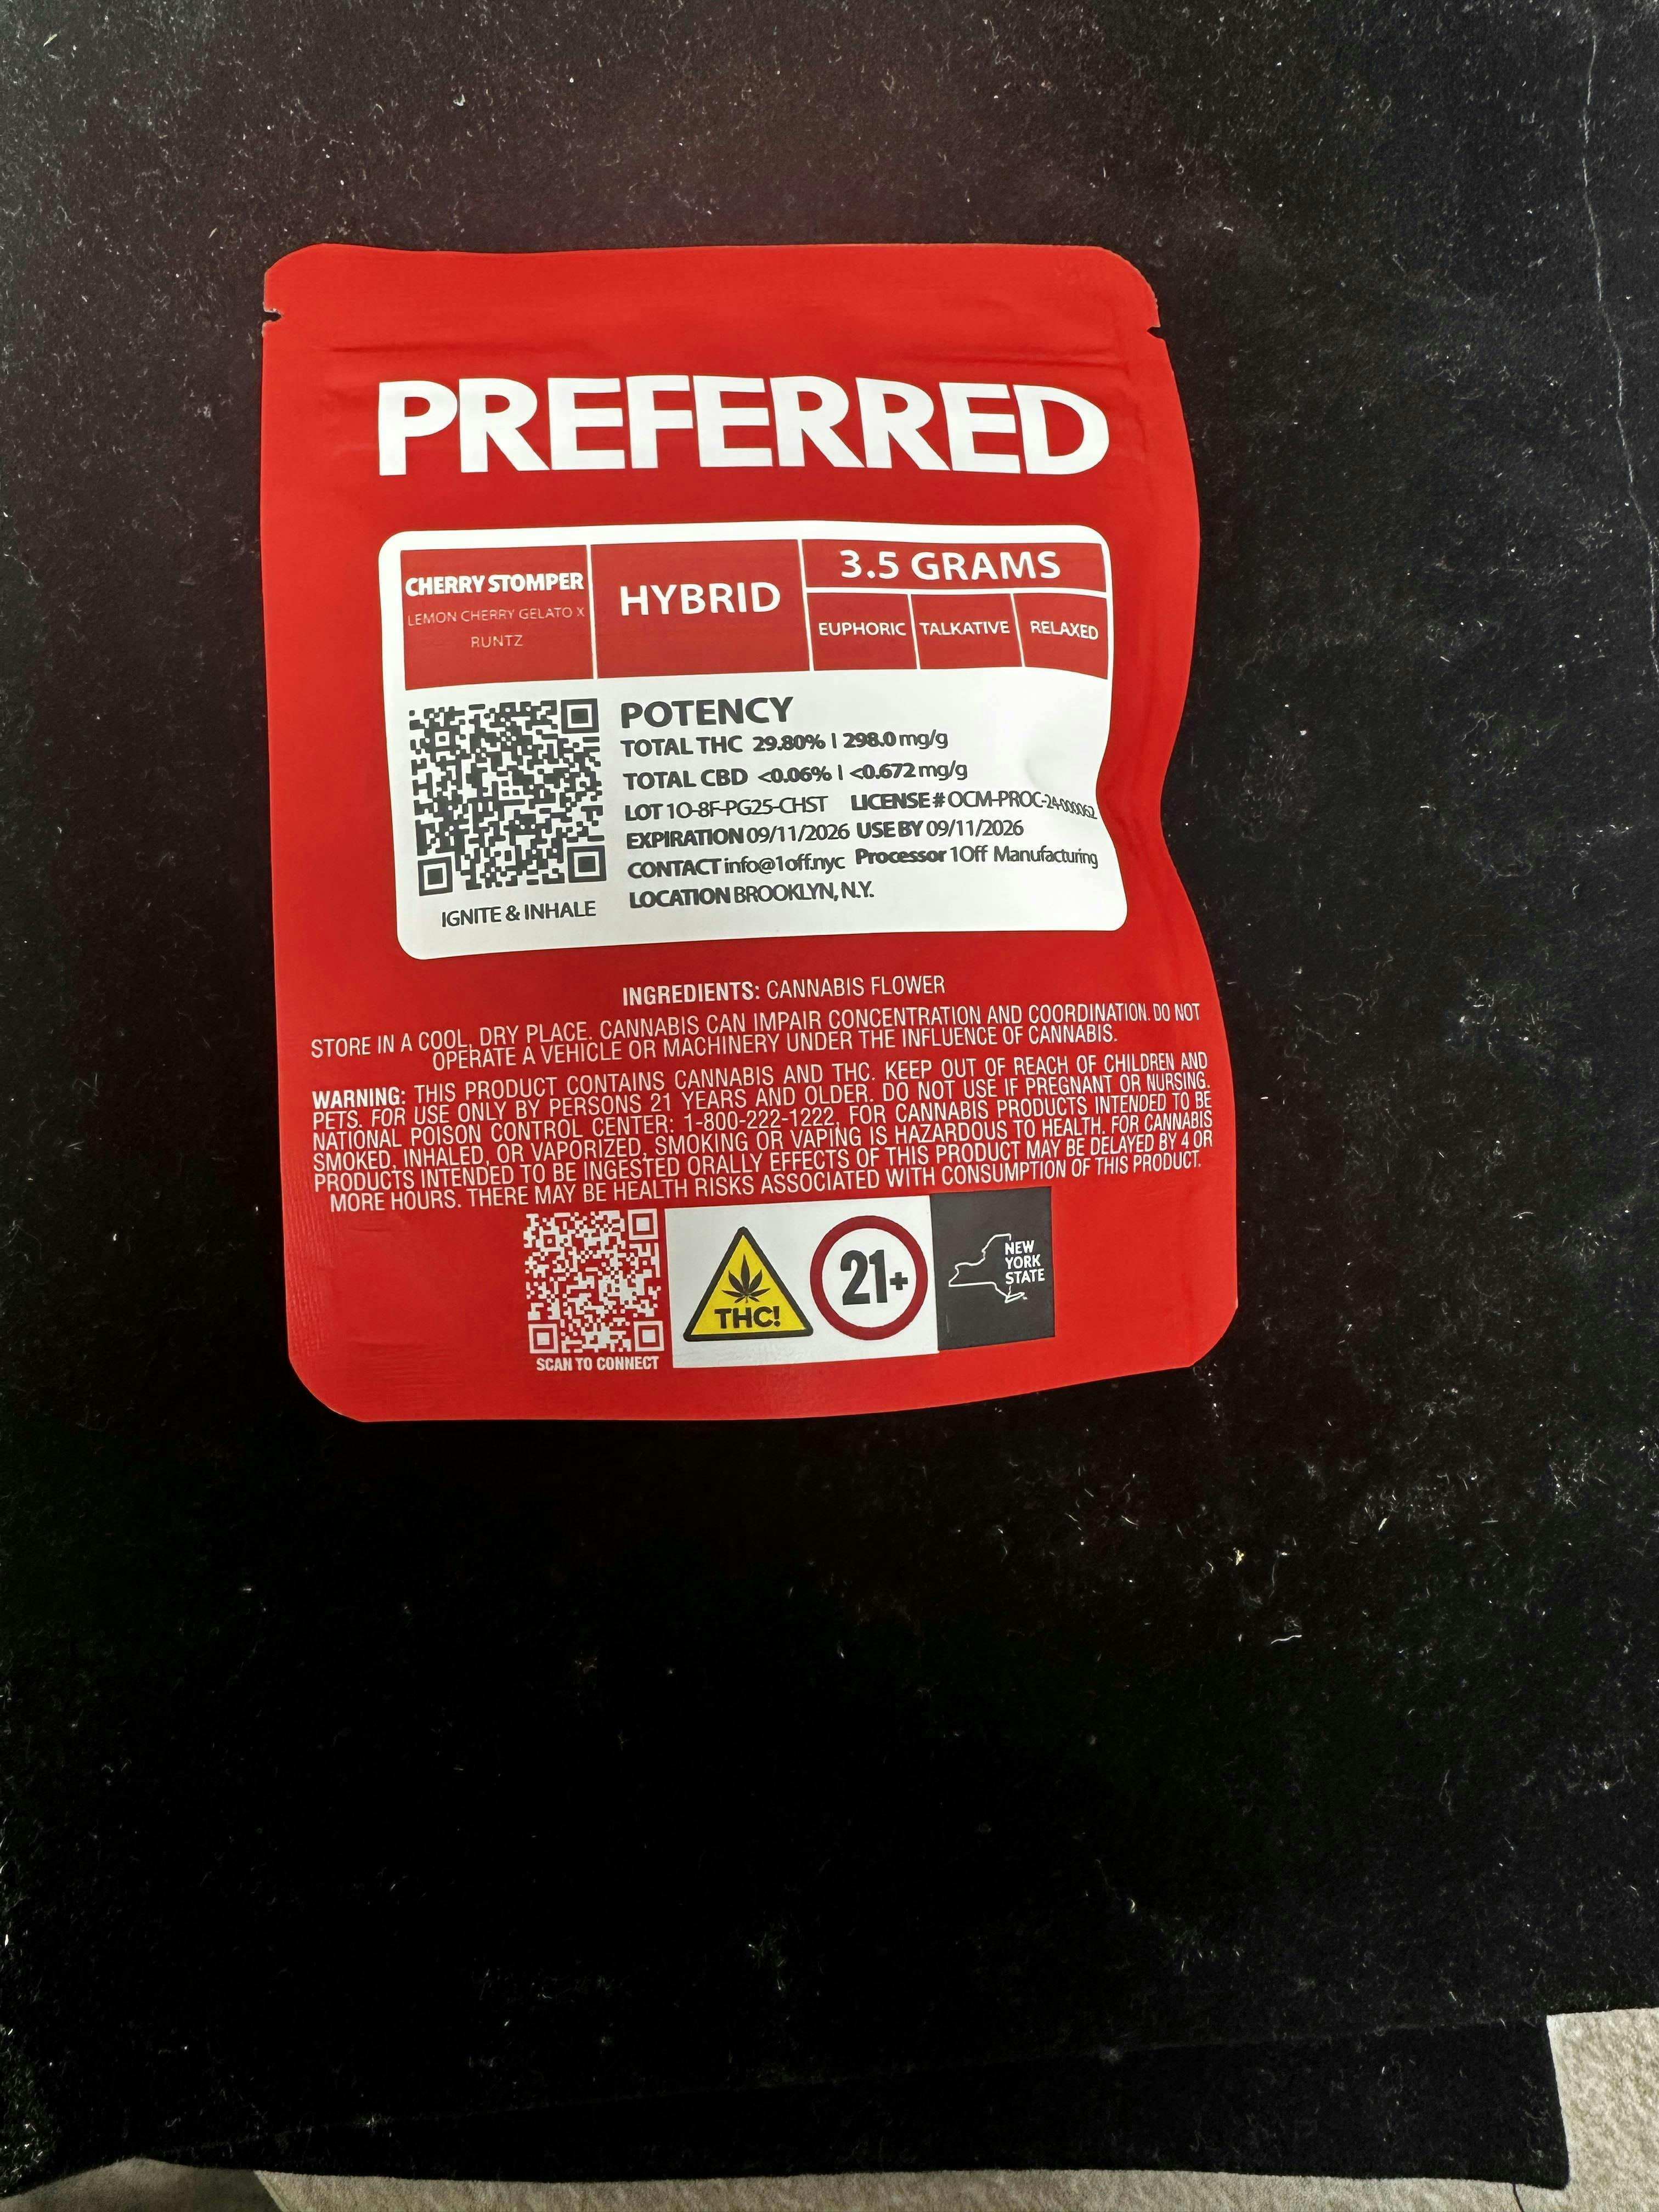 PREFERRED
CHERRY STOMPER
LEMON CHERRY GELATO X
RUNTZ
HYBRID
3.5 GRAMS
EUPHORIC TALKATIVE RELAXED
POTENCY
TOTAL THC 29.80% | 298.0 mg/g
TOTAL CBD <0.06% | <0.672 mg/g
LOT 1O-8F-PG25-CHST LICENSE # OCM-PROC-24-000062
EXPIRATION 09/11/2026 USE BY 09/11/2026
CONTACT info@1off.nyc Processor 1Off Manufacturing
LOCATION BROOKLYN, N.Y.
IGNITE & INHALE
INGREDIENTS: CANNABIS FLOWER
STORE IN A COOL, DRY PLACE. CANNABIS CAN IMPAIR CONCENTRATION AND COORDINATION. DO NOT
OPERATE A VEHICLE OR MACHINERY UNDER THE INFLUENCE OF CANNABIS.
WARNING: THIS PRODUCT CONTAINS CANNABIS AND THC. KEEP OUT OF REACH OF CHILDREN AND
PETS. FOR USE ONLY BY PERSONS 21 YEARS AND OLDER. DO NOT USE IF PREGNANT OR NURSING.
NATIONAL POISON CONTROL CENTER: 1-800-222-1222, FOR CANNABIS PRODUCTS INTENDED TO BE
SMOKED, INHALED, OR VAPORIZED, SMOKING OR VAPING IS HAZARDOUS TO HEALTH. FOR CANNABIS
PRODUCTS INTENDED TO BE INGESTED ORALLY EFFECTS OF THIS PRODUCT MAY BE DELAYED BY 4 OR
MORE HOURS. THERE MAY BE HEALTH RISKS ASSOCIATED WITH CONSUMPTION OF THIS PRODUCT.
SCAN TO CONNECT
THC!
21+
NEW
YORK
STATE